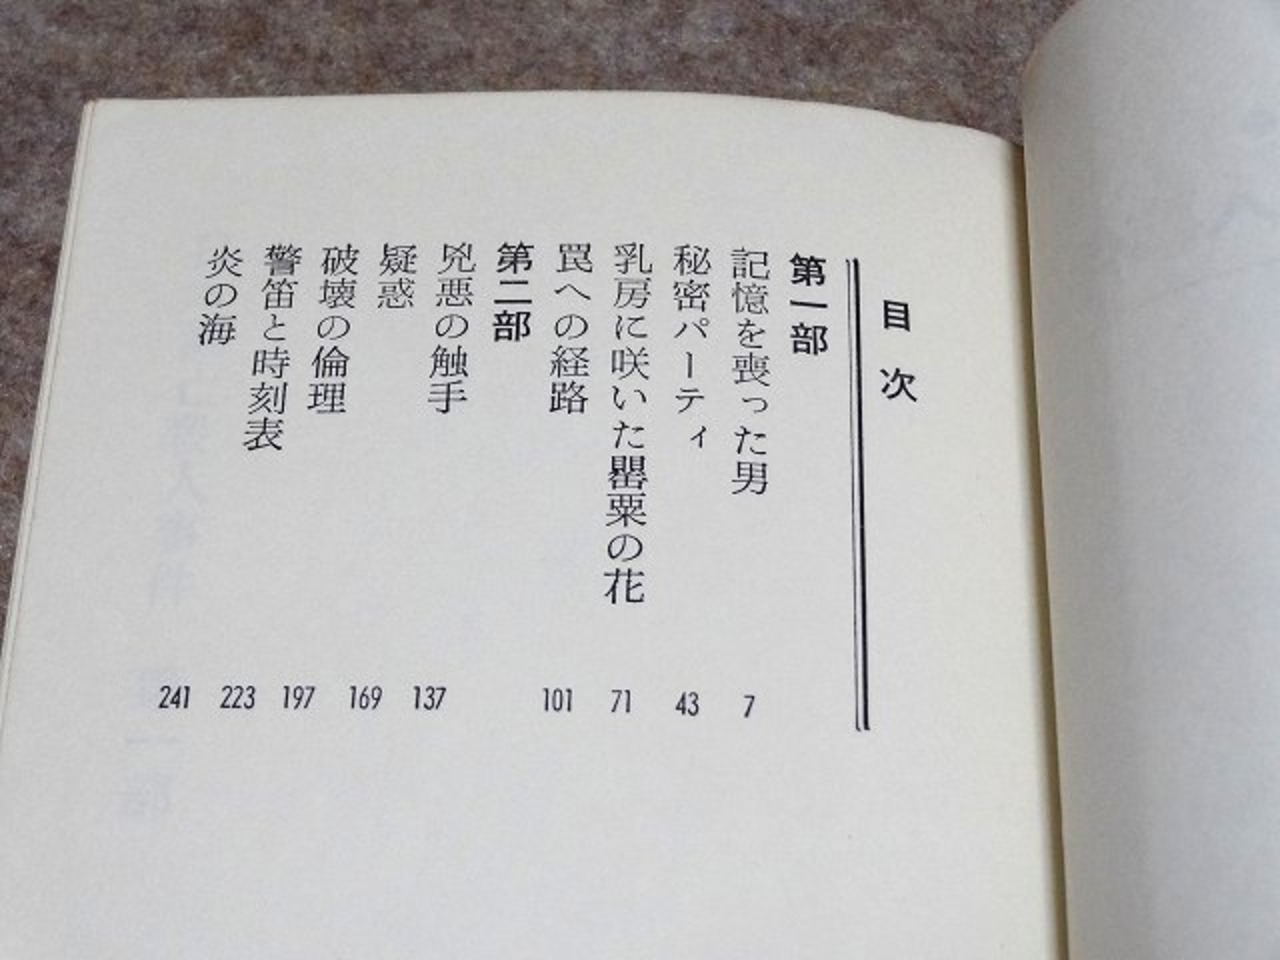 目次
第一部
記憶を喪った男 7
秘密パーティ 43
乳房に咲いた罌粟の花 71
罠への経路 101
第二部
兇悪の触手 137
疑惑 169
破壊の倫理 197
警笛と時刻表 223
炎の海 241